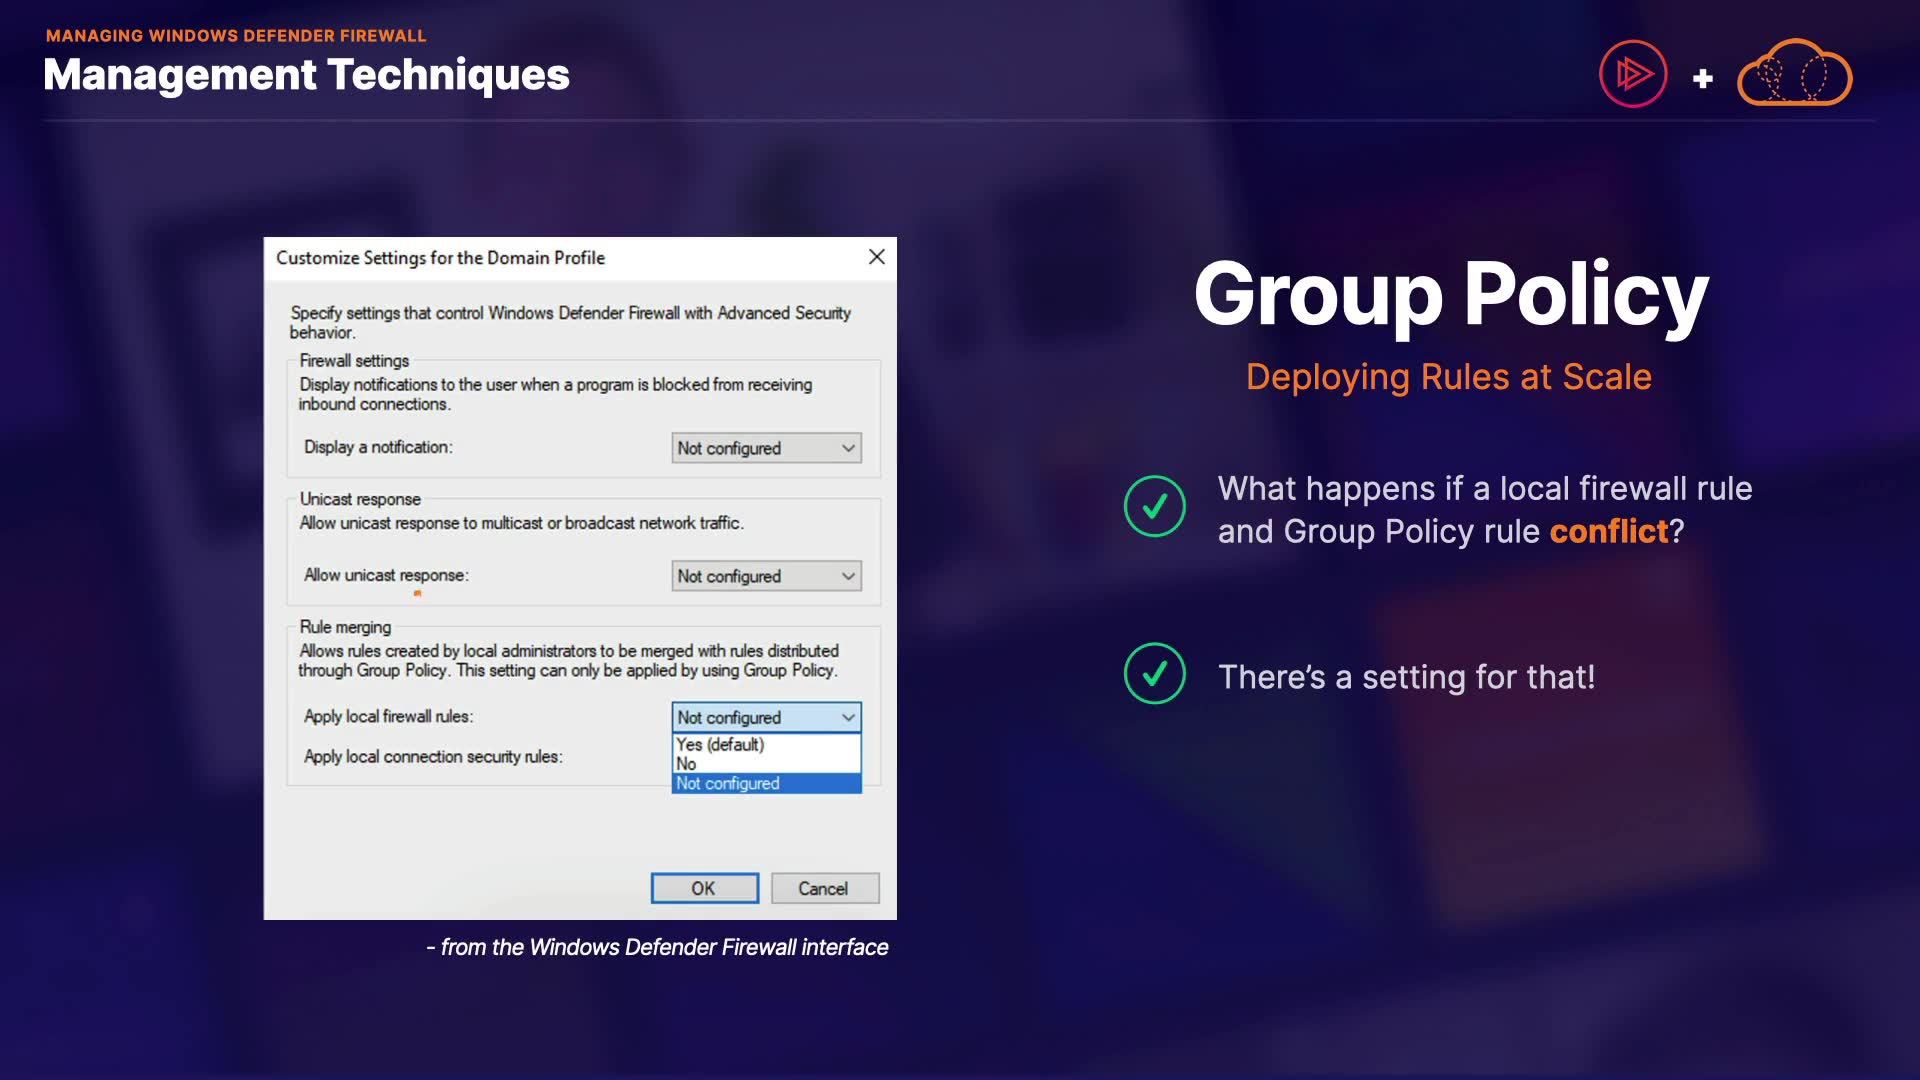 MANAGING WINDOWS DEFENDER FIREWALL
Management Techniques
Customize Settings for the Domain Profile
Specify settings that control Windows Defender Firewall with Advanced Security
behavior.
Firewall settings
Display notifications to the user when a program is blocked from receiving
inbound connections.
Display a notification:
Not configured
Unicast response
Allow unicast response to multicast or broadcast network traffic.
Allow unicast response:
Not configured
Rule merging
Allows rules created by local administrators to be merged with rules distributed
through Group Policy. This setting can only be applied by using Group Policy.
Apply local firewall rules:
Not configured
Yes (default)
No
Not configured
Apply local connection security rules:
OK
Cancel
- from the Windows Defender Firewall interface
Group Policy
Deploying Rules at Scale
What happens if a local firewall rule
and Group Policy rule conflict?
There’s a setting for that!